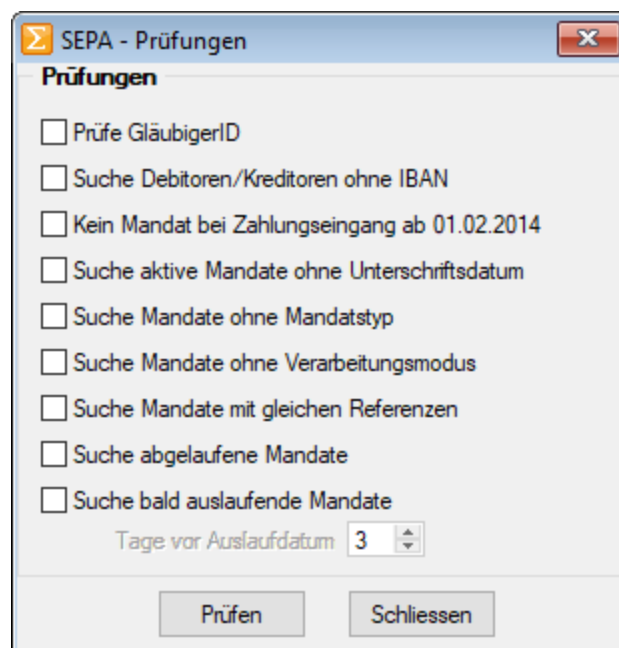 SEPA - Prüfungen
Prüfungen
Prüfe GläubigerID
Suche Debitoren/Kreditoren ohne IBAN
Kein Mandat bei Zahlungseingang ab 01.02.2014
Suche aktive Mandate ohne Unterschriftsdatum
Suche Mandate ohne Mandatstyp
Suche Mandate ohne Verarbeitungsmodus
Suche Mandate mit gleichen Referenzen
Suche abgelaufene Mandate
Suche bald auslaufende Mandate
Tage vor Auslaufdatum 3
Prüfen Schliessen